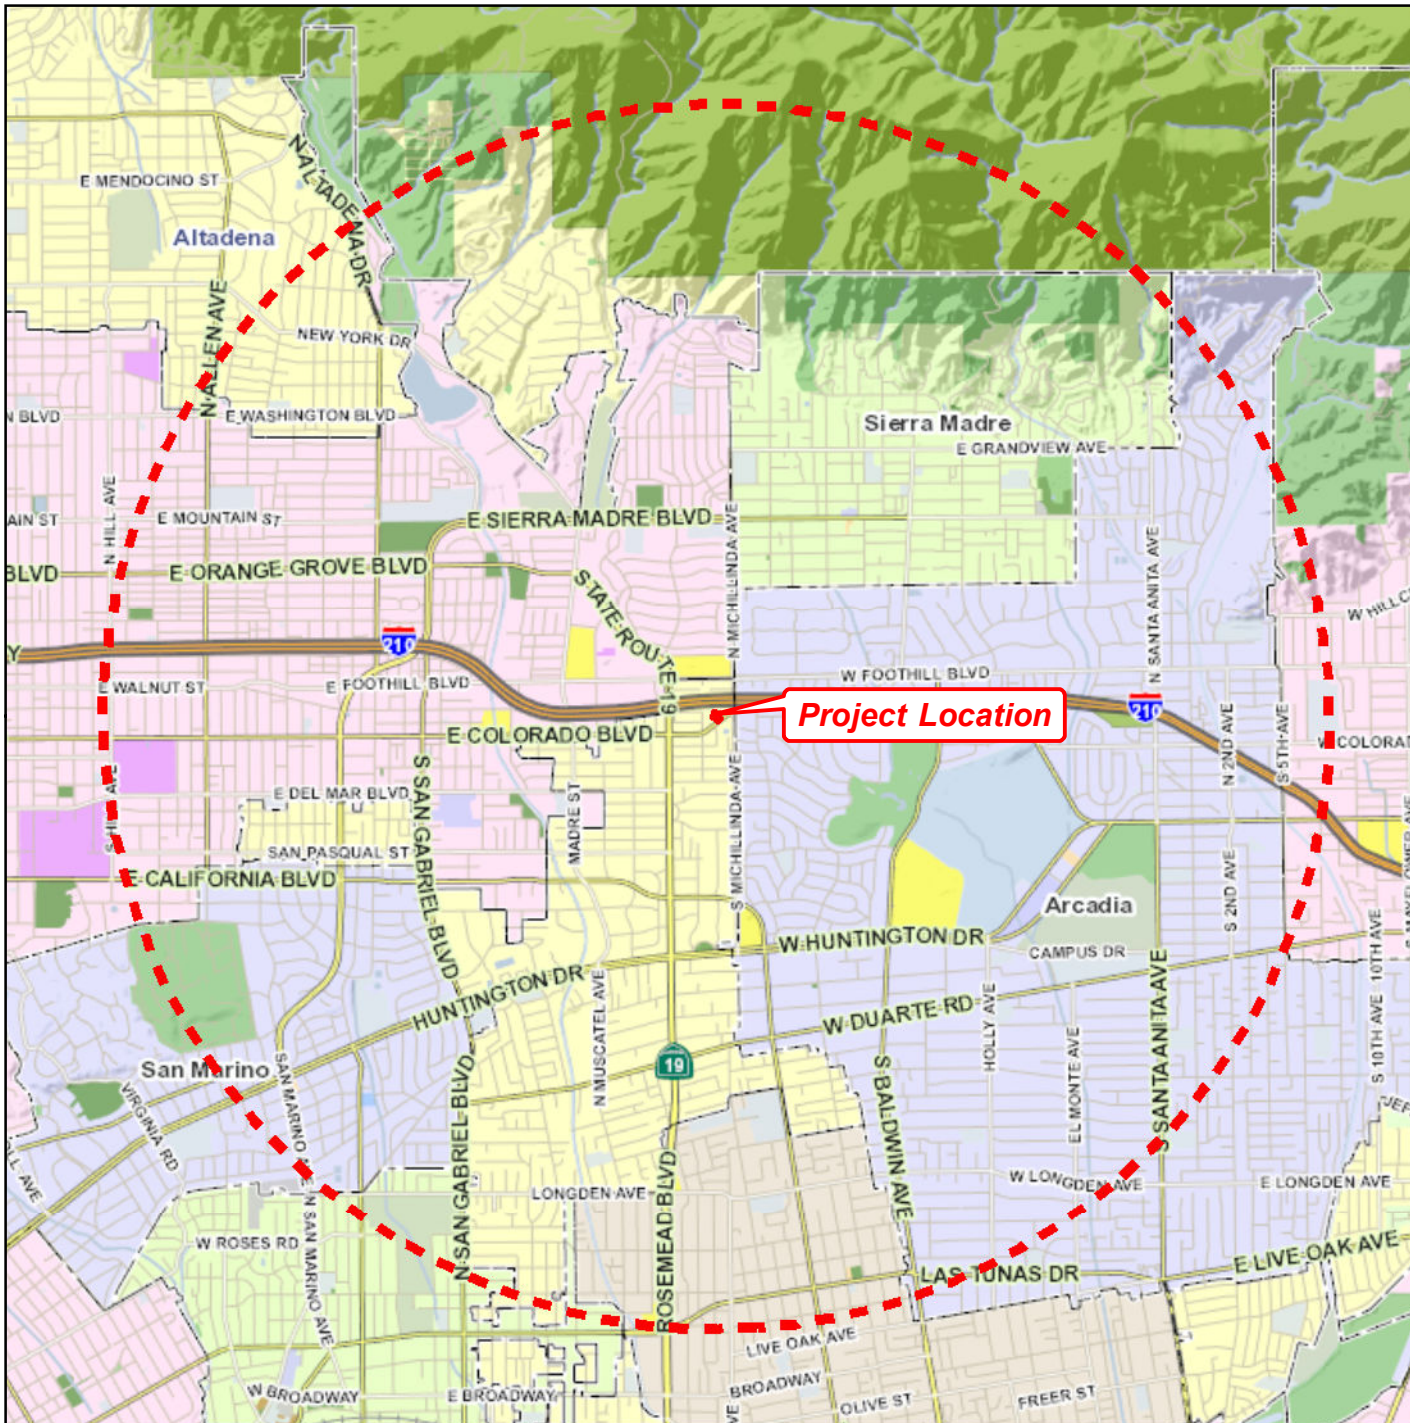 E MENDOCINO ST
N ALTADENA DR
Altadena
N ALLEN AVE
NEW YORK DR
N BLVD
E WASHINGTON BLVD
Sierra Madre
E GRANDVIEW AVE
N HILL AVE
AIN ST
E MOUNTAIN ST
E SIERRA MADRE BLVD
N MICHILLINDA AVE
N SANTA ANITA AVE
BLVD
E ORANGE GROVE BLVD
STATE ROUTE 19
W HILLC
Y
210
E WALNUT ST
E FOOTHILL BLVD
W FOOTHILL BLVD
210
Project Location
E COLORADO BLVD
N 2ND AVE
S 5TH AVE
W COLORA
S HILL AVE
E DEL MAR BLVD
S SAN GABRIEL BLVD
MADRE ST
S MICHILLINDA AVE
SAN PASQUAL ST
E CALIFORNIA BLVD
S 2ND AVE
S MAYFLOWER AVE
Arcadia
W HUNTINGTON DR
CAMPUS DR
10TH AVE
HUNTINGTON DR
N MUSCATEL AVE
W DUARTE RD
HOLLY AVE
EL MONTE AVE
S SANTA ANITA AVE
S 10TH AVE
San Marino
19
VIRGINIA RD
SAN MARINO AVE
N SAN GABRIEL BLVD
S BALDWIN AVE
W LONGDEN AVE
E LONGDEN AVE
LONGDEN AVE
ROSEMEAD BLVD
N SAN MARINO AVE
W ROSES RD
LAS TUNAS DR
E LIVE OAK AVE
LIVE OAK AVE
W BROADWAY
E BROADWAY
BROADWAY
OLIVE ST
FREER ST